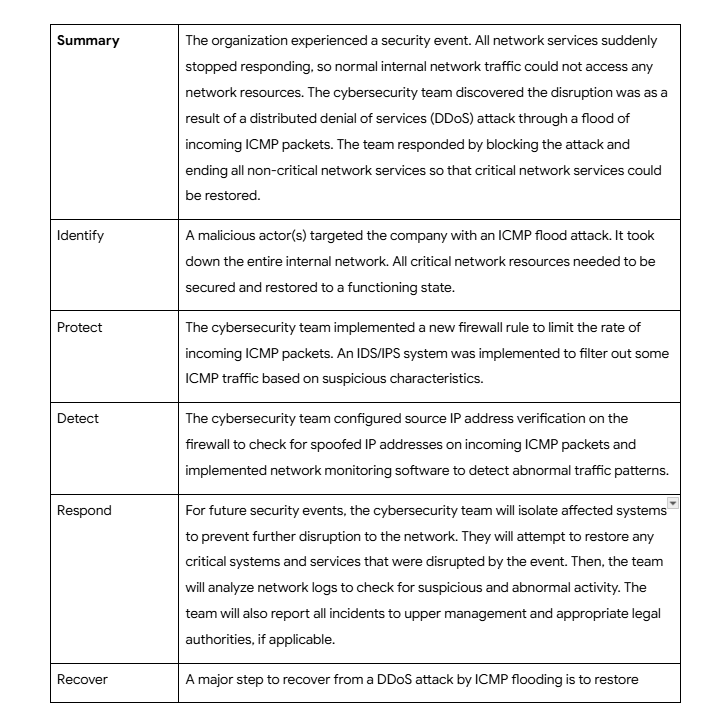 Summary
The organization experienced a security event. All network services suddenly
stopped responding, so normal internal network traffic could not access any
network resources. The cybersecurity team discovered the disruption was as a
result of a distributed denial of services (DDoS) attack through a flood of
incoming ICMP packets. The team responded by blocking the attack and
ending all non-critical network services so that critical network services could
be restored.
Identify
A malicious actor(s) targeted the company with an ICMP flood attack. It took
down the entire internal network. All critical network resources needed to be
secured and restored to a functioning state.
Protect
The cybersecurity team implemented a new firewall rule to limit the rate of
incoming ICMP packets. An IDS/IPS system was implemented to filter out some
ICMP traffic based on suspicious characteristics.
Detect
The cybersecurity team configured source IP address verification on the
firewall to check for spoofed IP addresses on incoming ICMP packets and
implemented network monitoring software to detect abnormal traffic patterns.
Respond
For future security events, the cybersecurity team will isolate affected systems
to prevent further disruption to the network. They will attempt to restore any
critical systems and services that were disrupted by the event. Then, the team
will analyze network logs to check for suspicious and abnormal activity. The
team will also report all incidents to upper management and appropriate legal
authorities, if applicable.
Recover
A major step to recover from a DDoS attack by ICMP flooding is to restore